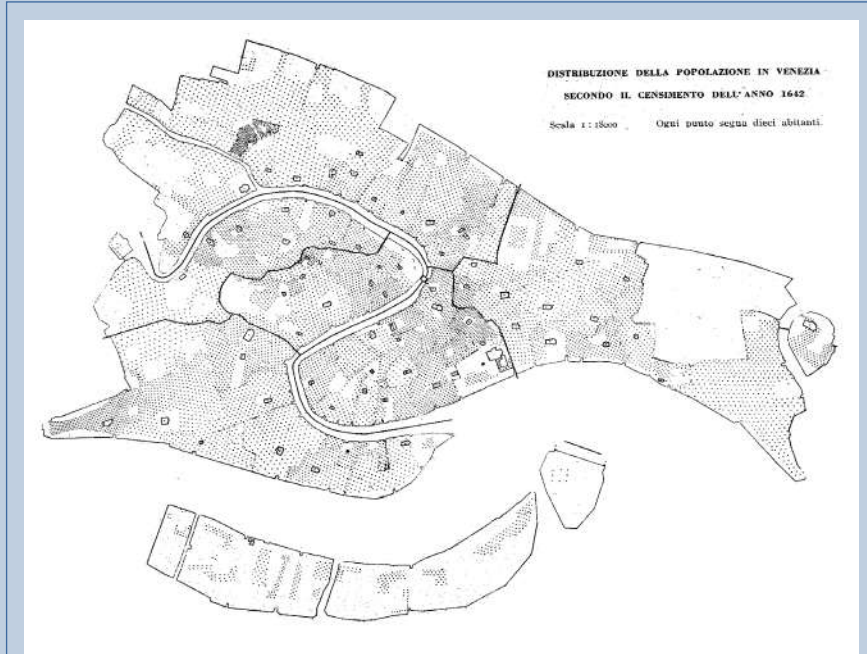 DISTRIBUZIONE DELLA POPOLAZIONE IN VENEZIA
SECONDO IL CENSIMENTO DELL'ANNO 1642
Scala 1 : 18000 Ogni punto segna dieci abitanti.